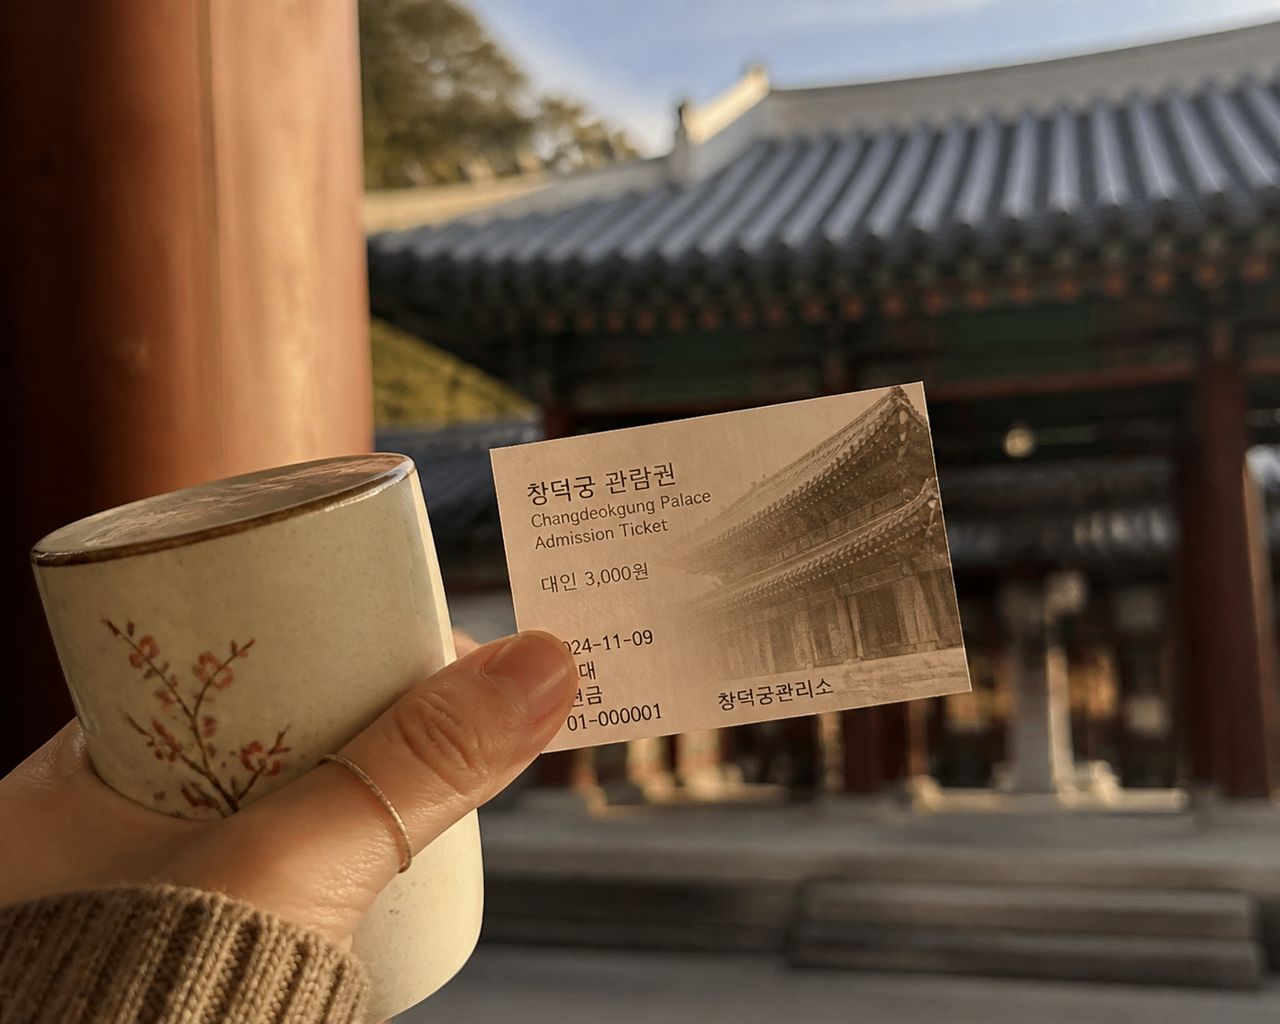 창덕궁 관람권
Changdeokgung Palace
Admission Ticket
대인 3,000원
024-11-09
대
현금
01-000001
창덕궁관리소